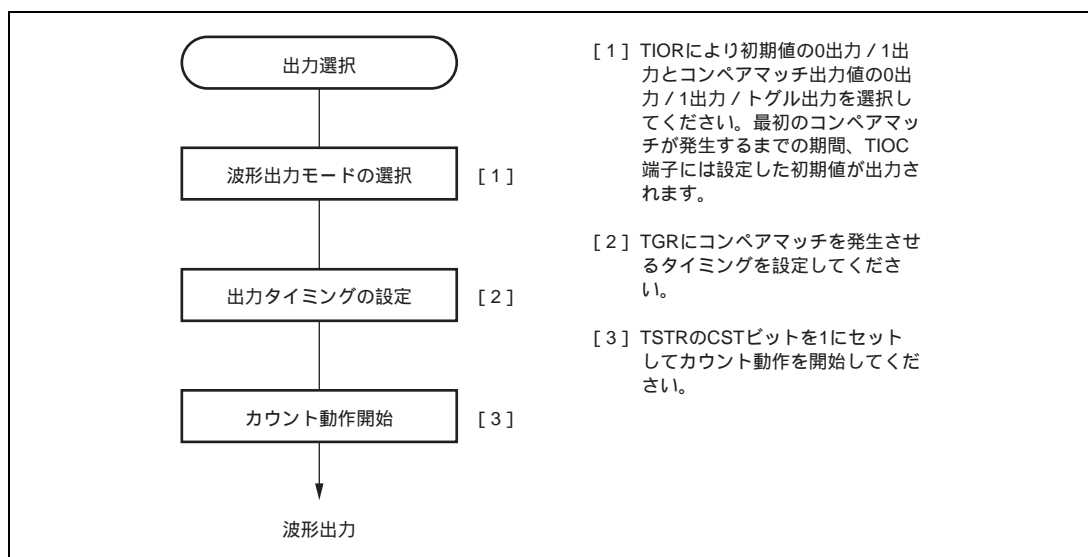 出力選択
波形出力モードの選択 [1]
出力タイミングの設定 [2]
カウント動作開始 [3]
波形出力
[1] TIORにより初期値の0出力/1出
力とコンペアマッチ出力値の0出
力/1出力/トグル出力を選択し
てください。最初のコンペアマッ
チが発生するまでの期間、TIOC
端子には設定した初期値が出力さ
れます。
[2] TGRにコンペアマッチを発生させ
るタイミングを設定してくださ
い。
[3] TSTRのCSTビットを1にセット
してカウント動作を開始してくだ
さい。